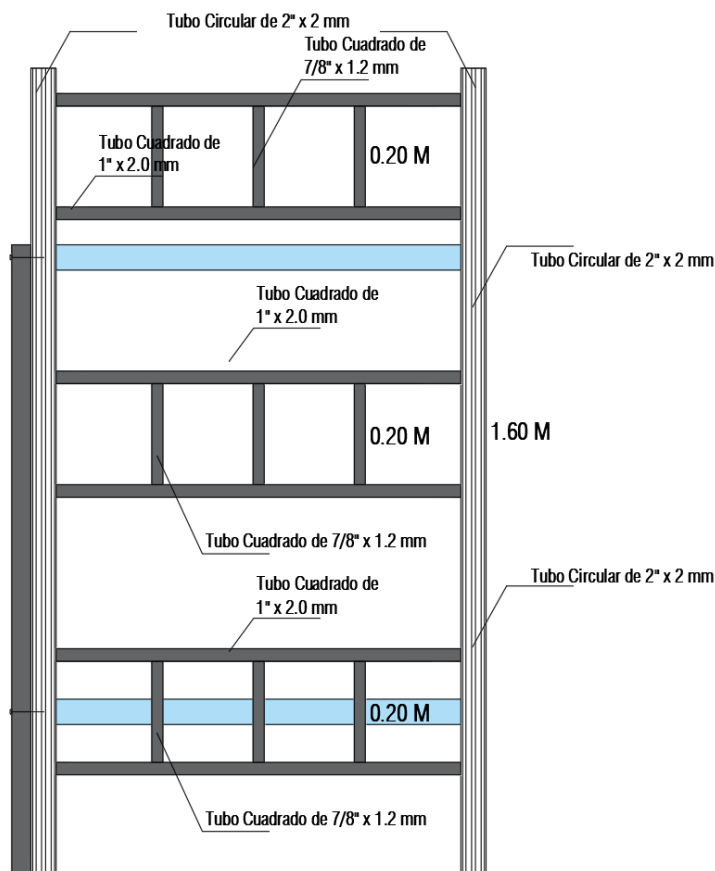 Tubo Circular de 2" x 2 mm
Tubo Cuadrado de
7/8" x 1.2 mm
Tubo Cuadrado de
1" x 2.0 mm
0.20 M
Tubo Circular de 2" x 2 mm
Tubo Cuadrado de
1" x 2.0 mm
0.20 M
1.60 M
Tubo Cuadrado de 7/8" x 1.2 mm
Tubo Circular de 2" x 2 mm
Tubo Cuadrado de
1" x 2.0 mm
0.20 M
Tubo Cuadrado de 7/8" x 1.2 mm